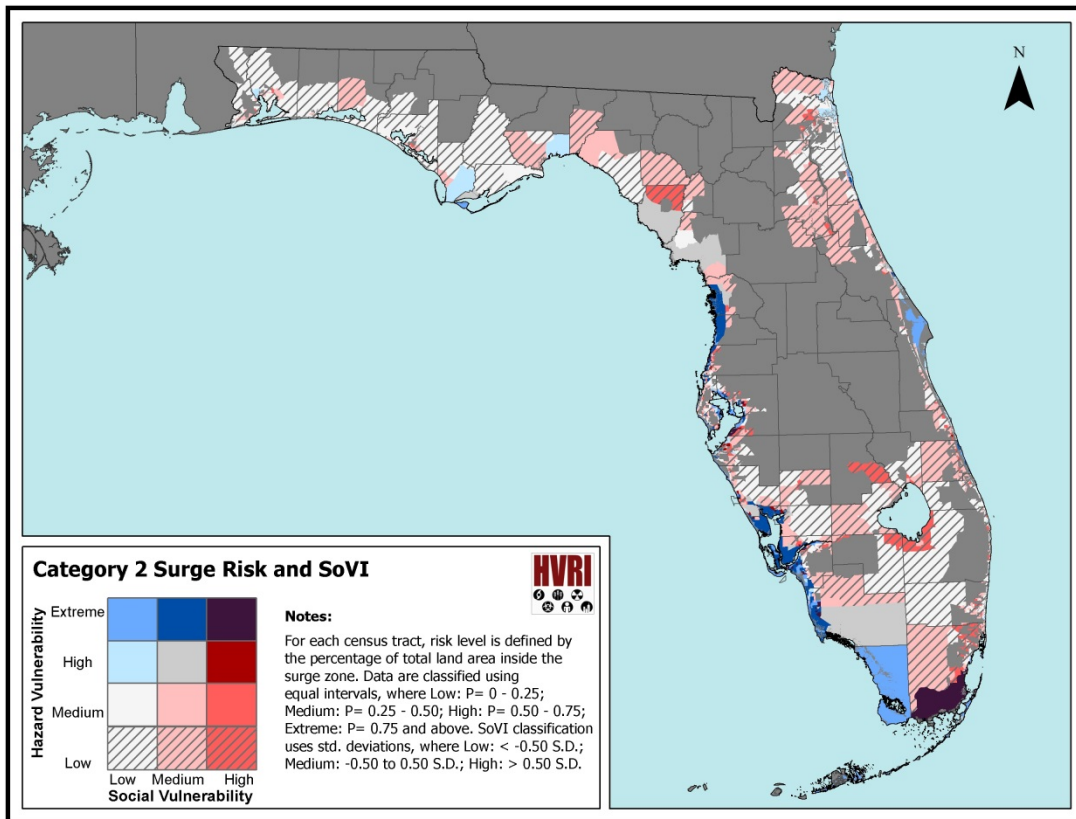 N
Category 2 Surge Risk and SoVI
HVRI
Hazard Vulnerability
Extreme
High
Medium
Low
Low
Medium
High
Social Vulnerability
Notes:
For each census tract, risk level is defined by
the percentage of total land area inside the
surge zone. Data are classified using
equal intervals, where Low: P= 0 - 0.25;
Medium: P= 0.25 - 0.50; High: P= 0.50 - 0.75;
Extreme: P= 0.75 and above. SoVI classification
uses std. deviations, where Low: < -0.50 S.D.;
Medium: -0.50 to 0.50 S.D.; High: > 0.50 S.D.